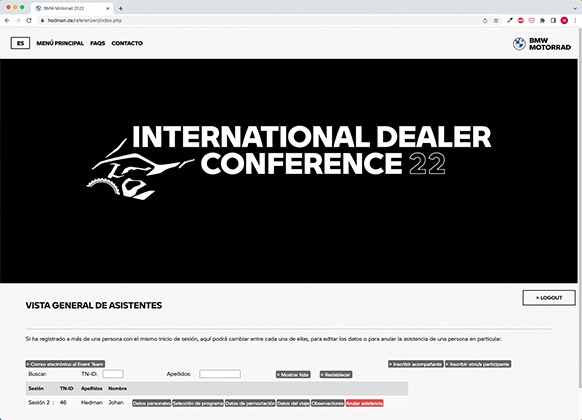 BMW Motorrad 2022
hedman.de/referenzen/index.php
ES MENÚ PRINCIPAL FAQS CONTACTO
BMW
MOTORRAD
INTERNATIONAL DEALER
CONFERENCE 22
> LOGOUT
VISTA GENERAL DE ASISTENTES
Si ha registrado a más de una persona con el mismo inicio de sesión, aquí podrá cambiar entre cada una de ellas, para editar los datos o para anular la asistencia de una persona en particular.
> Correo electrónico al Event Team > Inscribir acompañante > Inscribir otro/a participante
Buscar: TN-ID: Apellidos: > Mostrar lista > Restablecer
Sesión TN-ID Apellidos Nombre
Sesión 2 : 46 Hedman Johan Datos personales Selección de programa Datos de pernoctación Datos del viaje Observaciones Anular asistencia